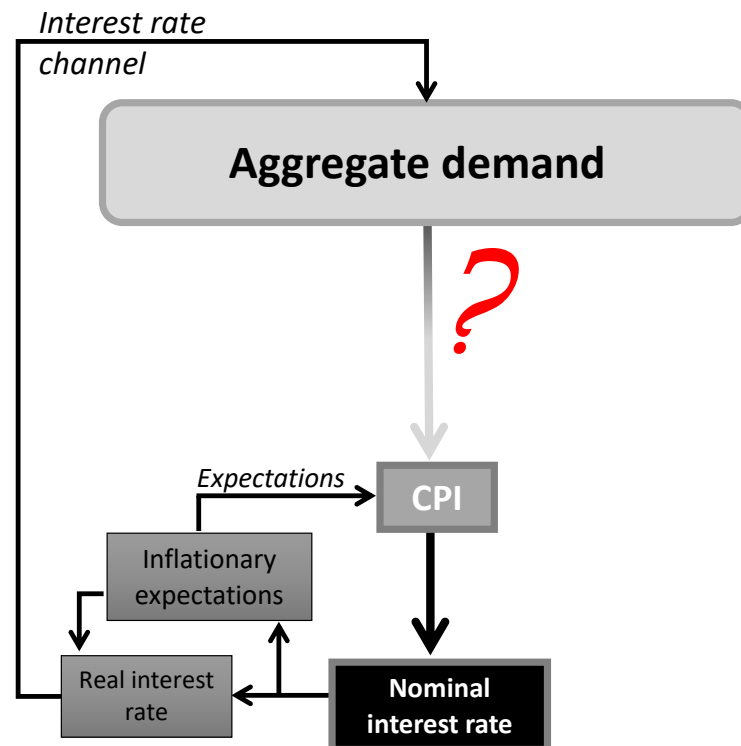 Interest rate
channel
Aggregate demand
?
Expectations
CPI
Inflationary
expectations
Real interest
rate
Nominal
interest rate